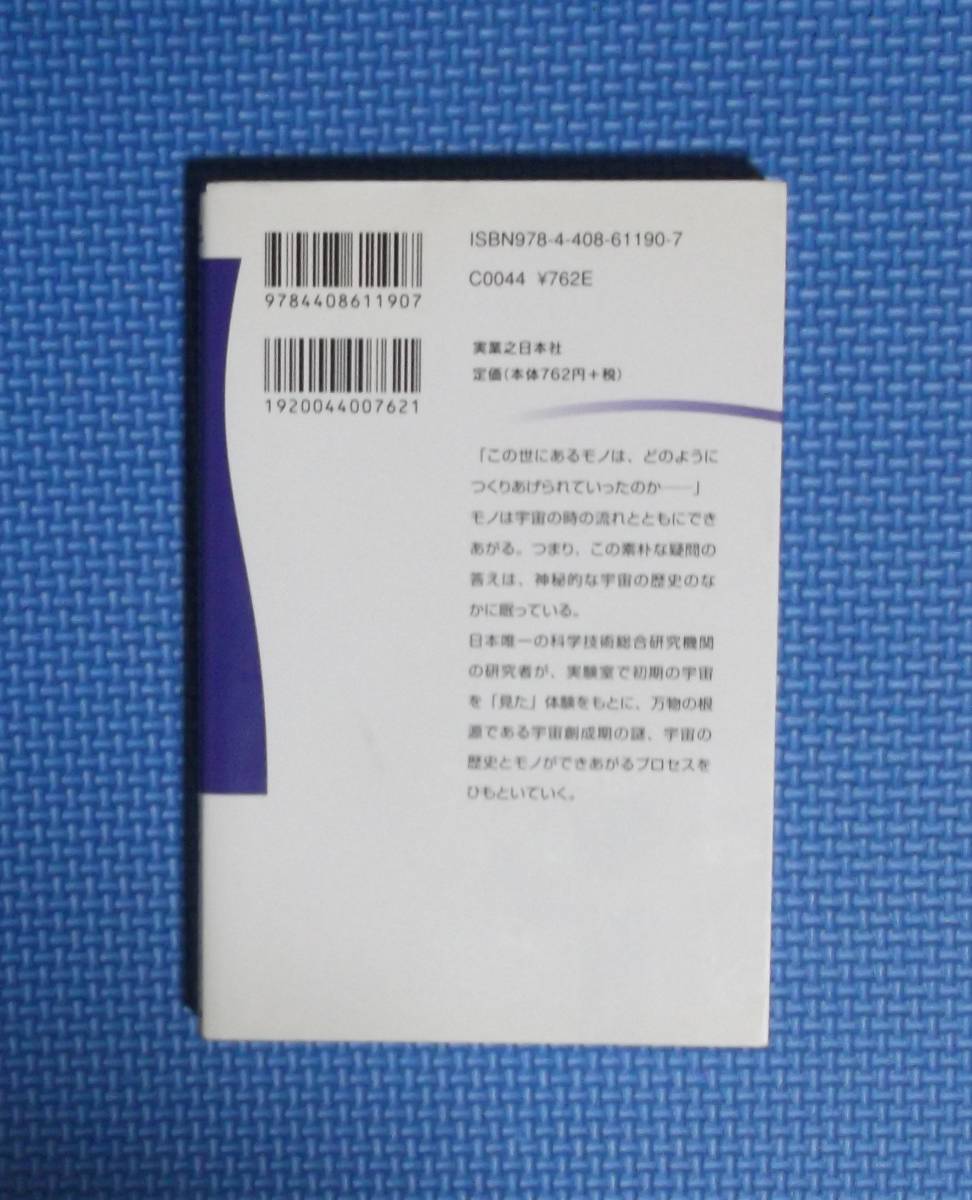 ISBN978-4-408-61190-7
C0044 ¥762E
9784408611907
1920044007621
実業之日本社
定価(本体762円+税)
「この世にあるモノは、どのように
つくりあげられていったのか──」
モノは宇宙の時の流れとともにでき
あがる。つまり、この素朴な疑問の
答えは、神秘的な宇宙の歴史のな
かに眠っている。
日本唯一の科学技術総合研究機関
の研究者が、実験室で初期の宇宙
を「見た」体験をもとに、万物の根
源である宇宙創成期の謎、宇宙の
歴史とモノができあがるプロセスを
ひもといていく。